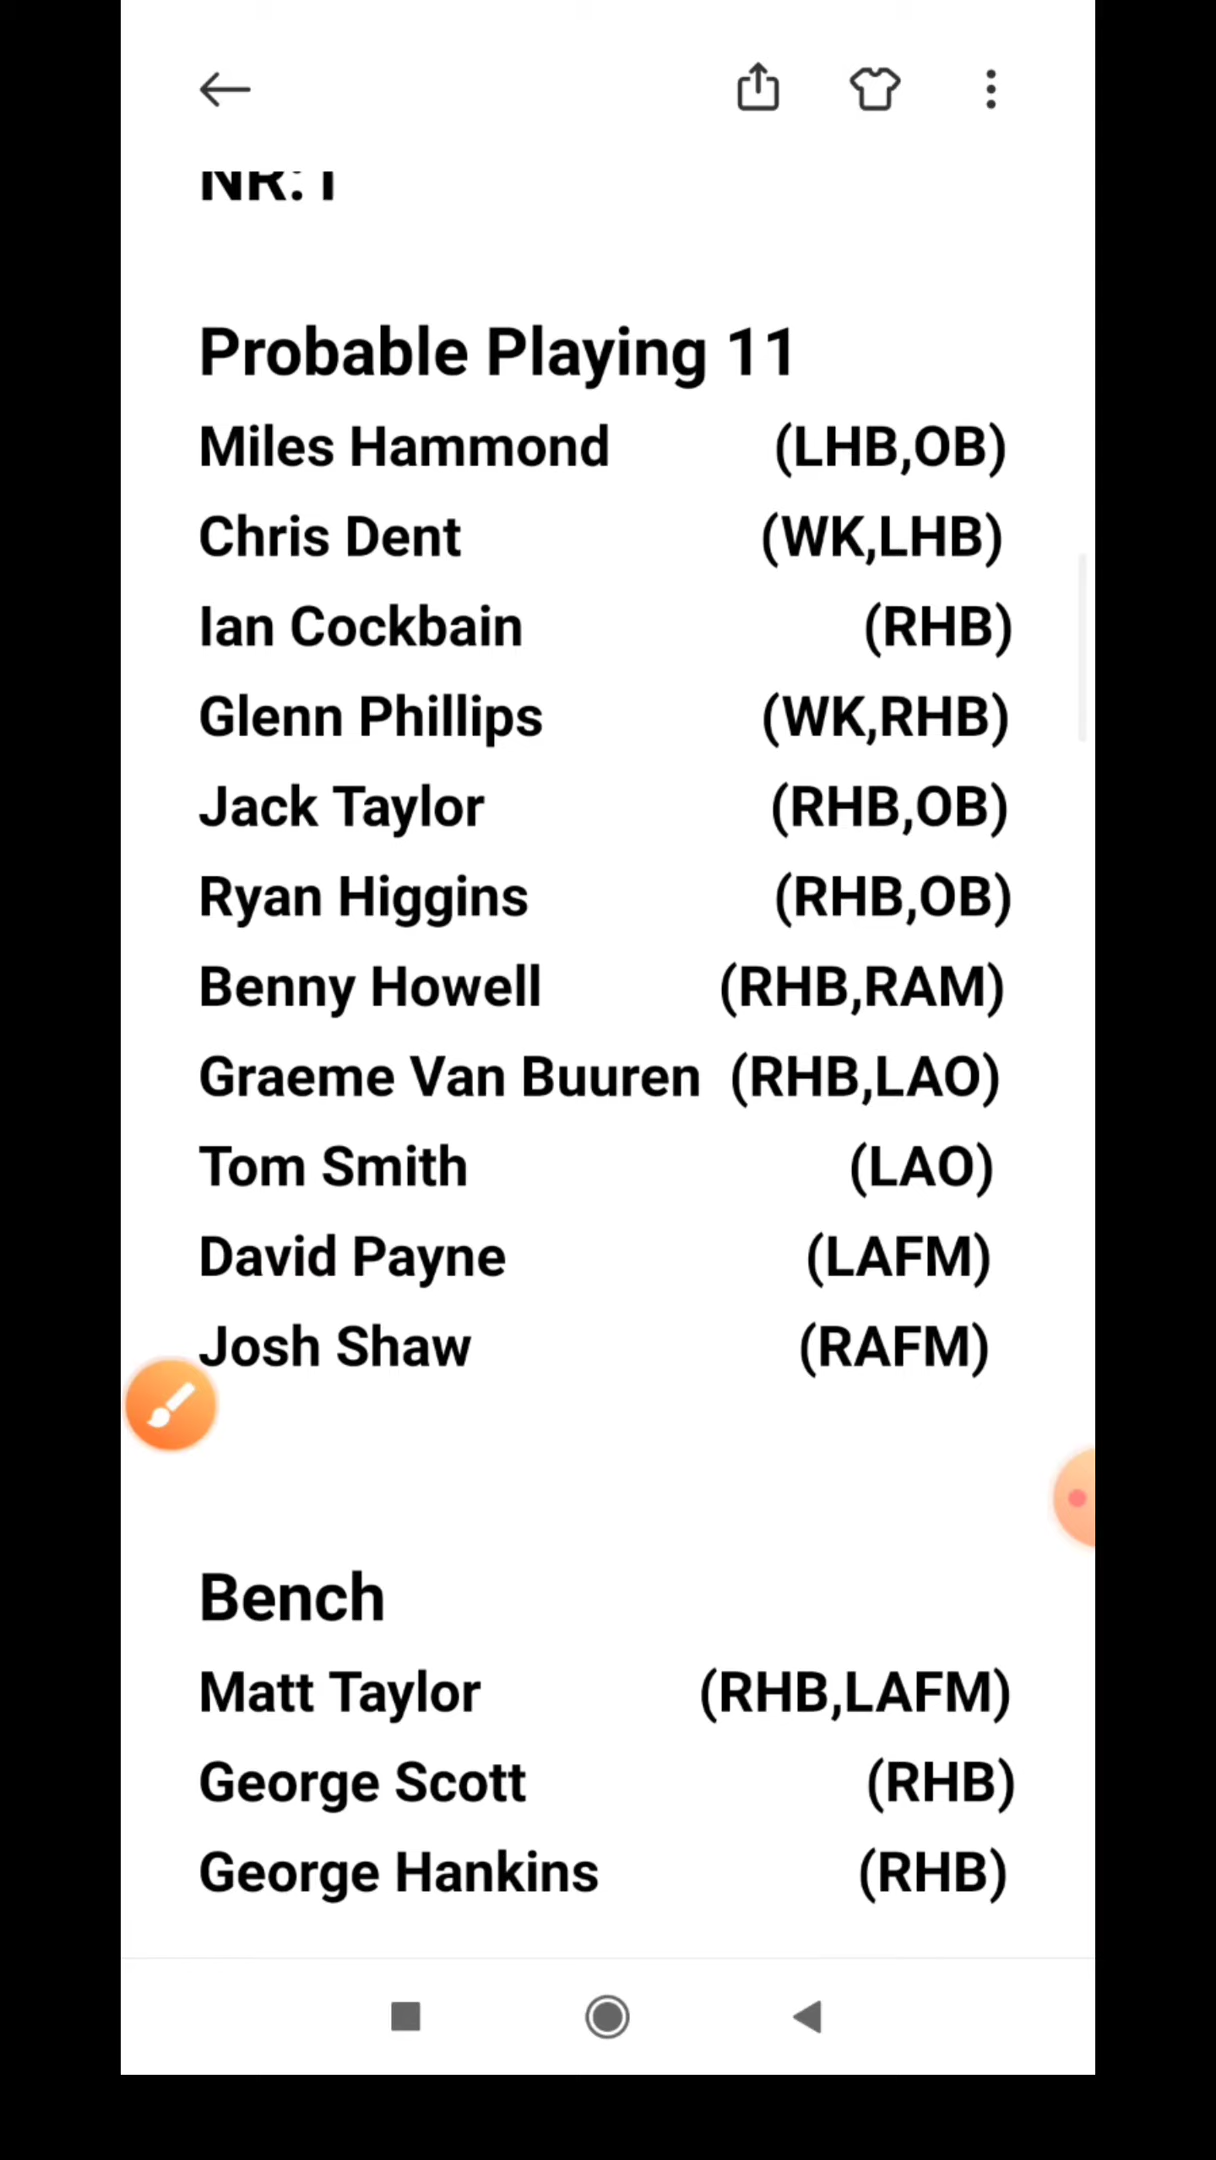 NR: 1
Probable Playing 11
Miles Hammond (LHB,OB)
Chris Dent (WK,LHB)
Ian Cockbain (RHB)
Glenn Phillips (WK,RHB)
Jack Taylor (RHB,OB)
Ryan Higgins (RHB,OB)
Benny Howell (RHB,RAM)
Graeme Van Buuren (RHB,LAO)
Tom Smith (LAO)
David Payne (LAFM)
Josh Shaw (RAFM)
Bench
Matt Taylor (RHB,LAFM)
George Scott (RHB)
George Hankins (RHB)